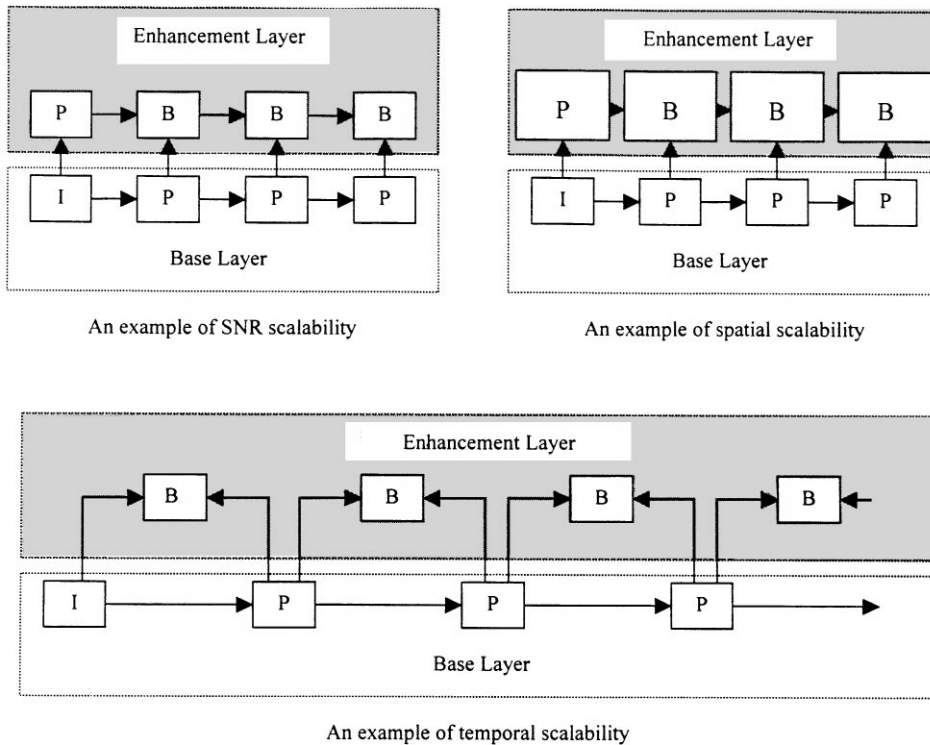 Enhancement Layer
P B B B
I P P P
Base Layer
An example of SNR scalability
Enhancement Layer
P B B B
I P P P
Base Layer
An example of spatial scalability
Enhancement Layer
B B B B
I P P P
Base Layer
An example of temporal scalability